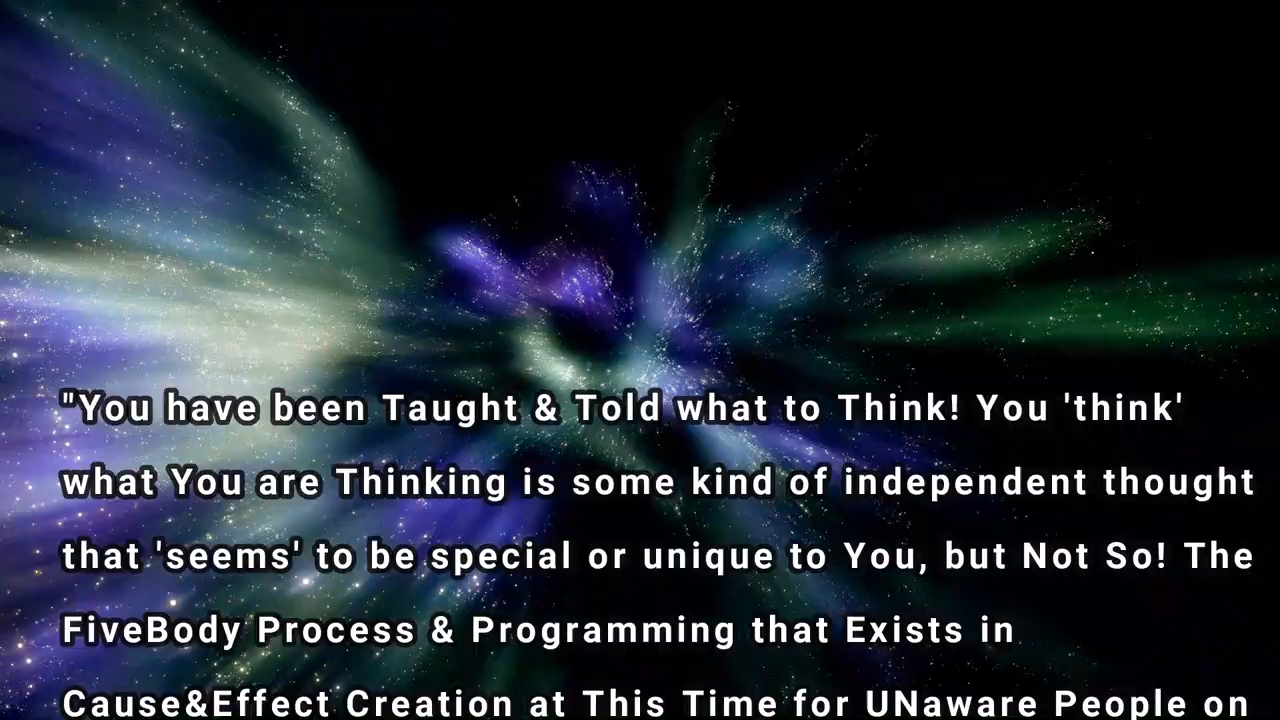 "You have been Taught & Told what to Think! You 'think'
what You are Thinking is some kind of independent thought
that 'seems' to be special or unique to You, but Not So! The
FiveBody Process & Programming that Exists in
Cause&Effect Creation at This Time for UNaware People on